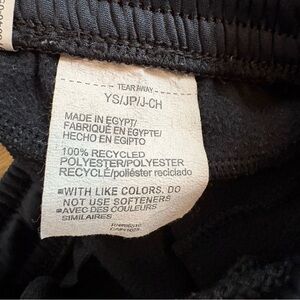 TEAR AWAY
YS/JP/J-CH
MADE IN EGYPT/
FABRIQUÉ EN ÉGYPTE/
HECHO EN EGIPTO
100% RECYCLED
POLYESTER/POLYESTER
RECYCLÉ/poliéster reciclado
WITH LIKE COLORS. DO
NOT USE SOFTENERS
AVEC DES COULEURS
SIMILAIRES